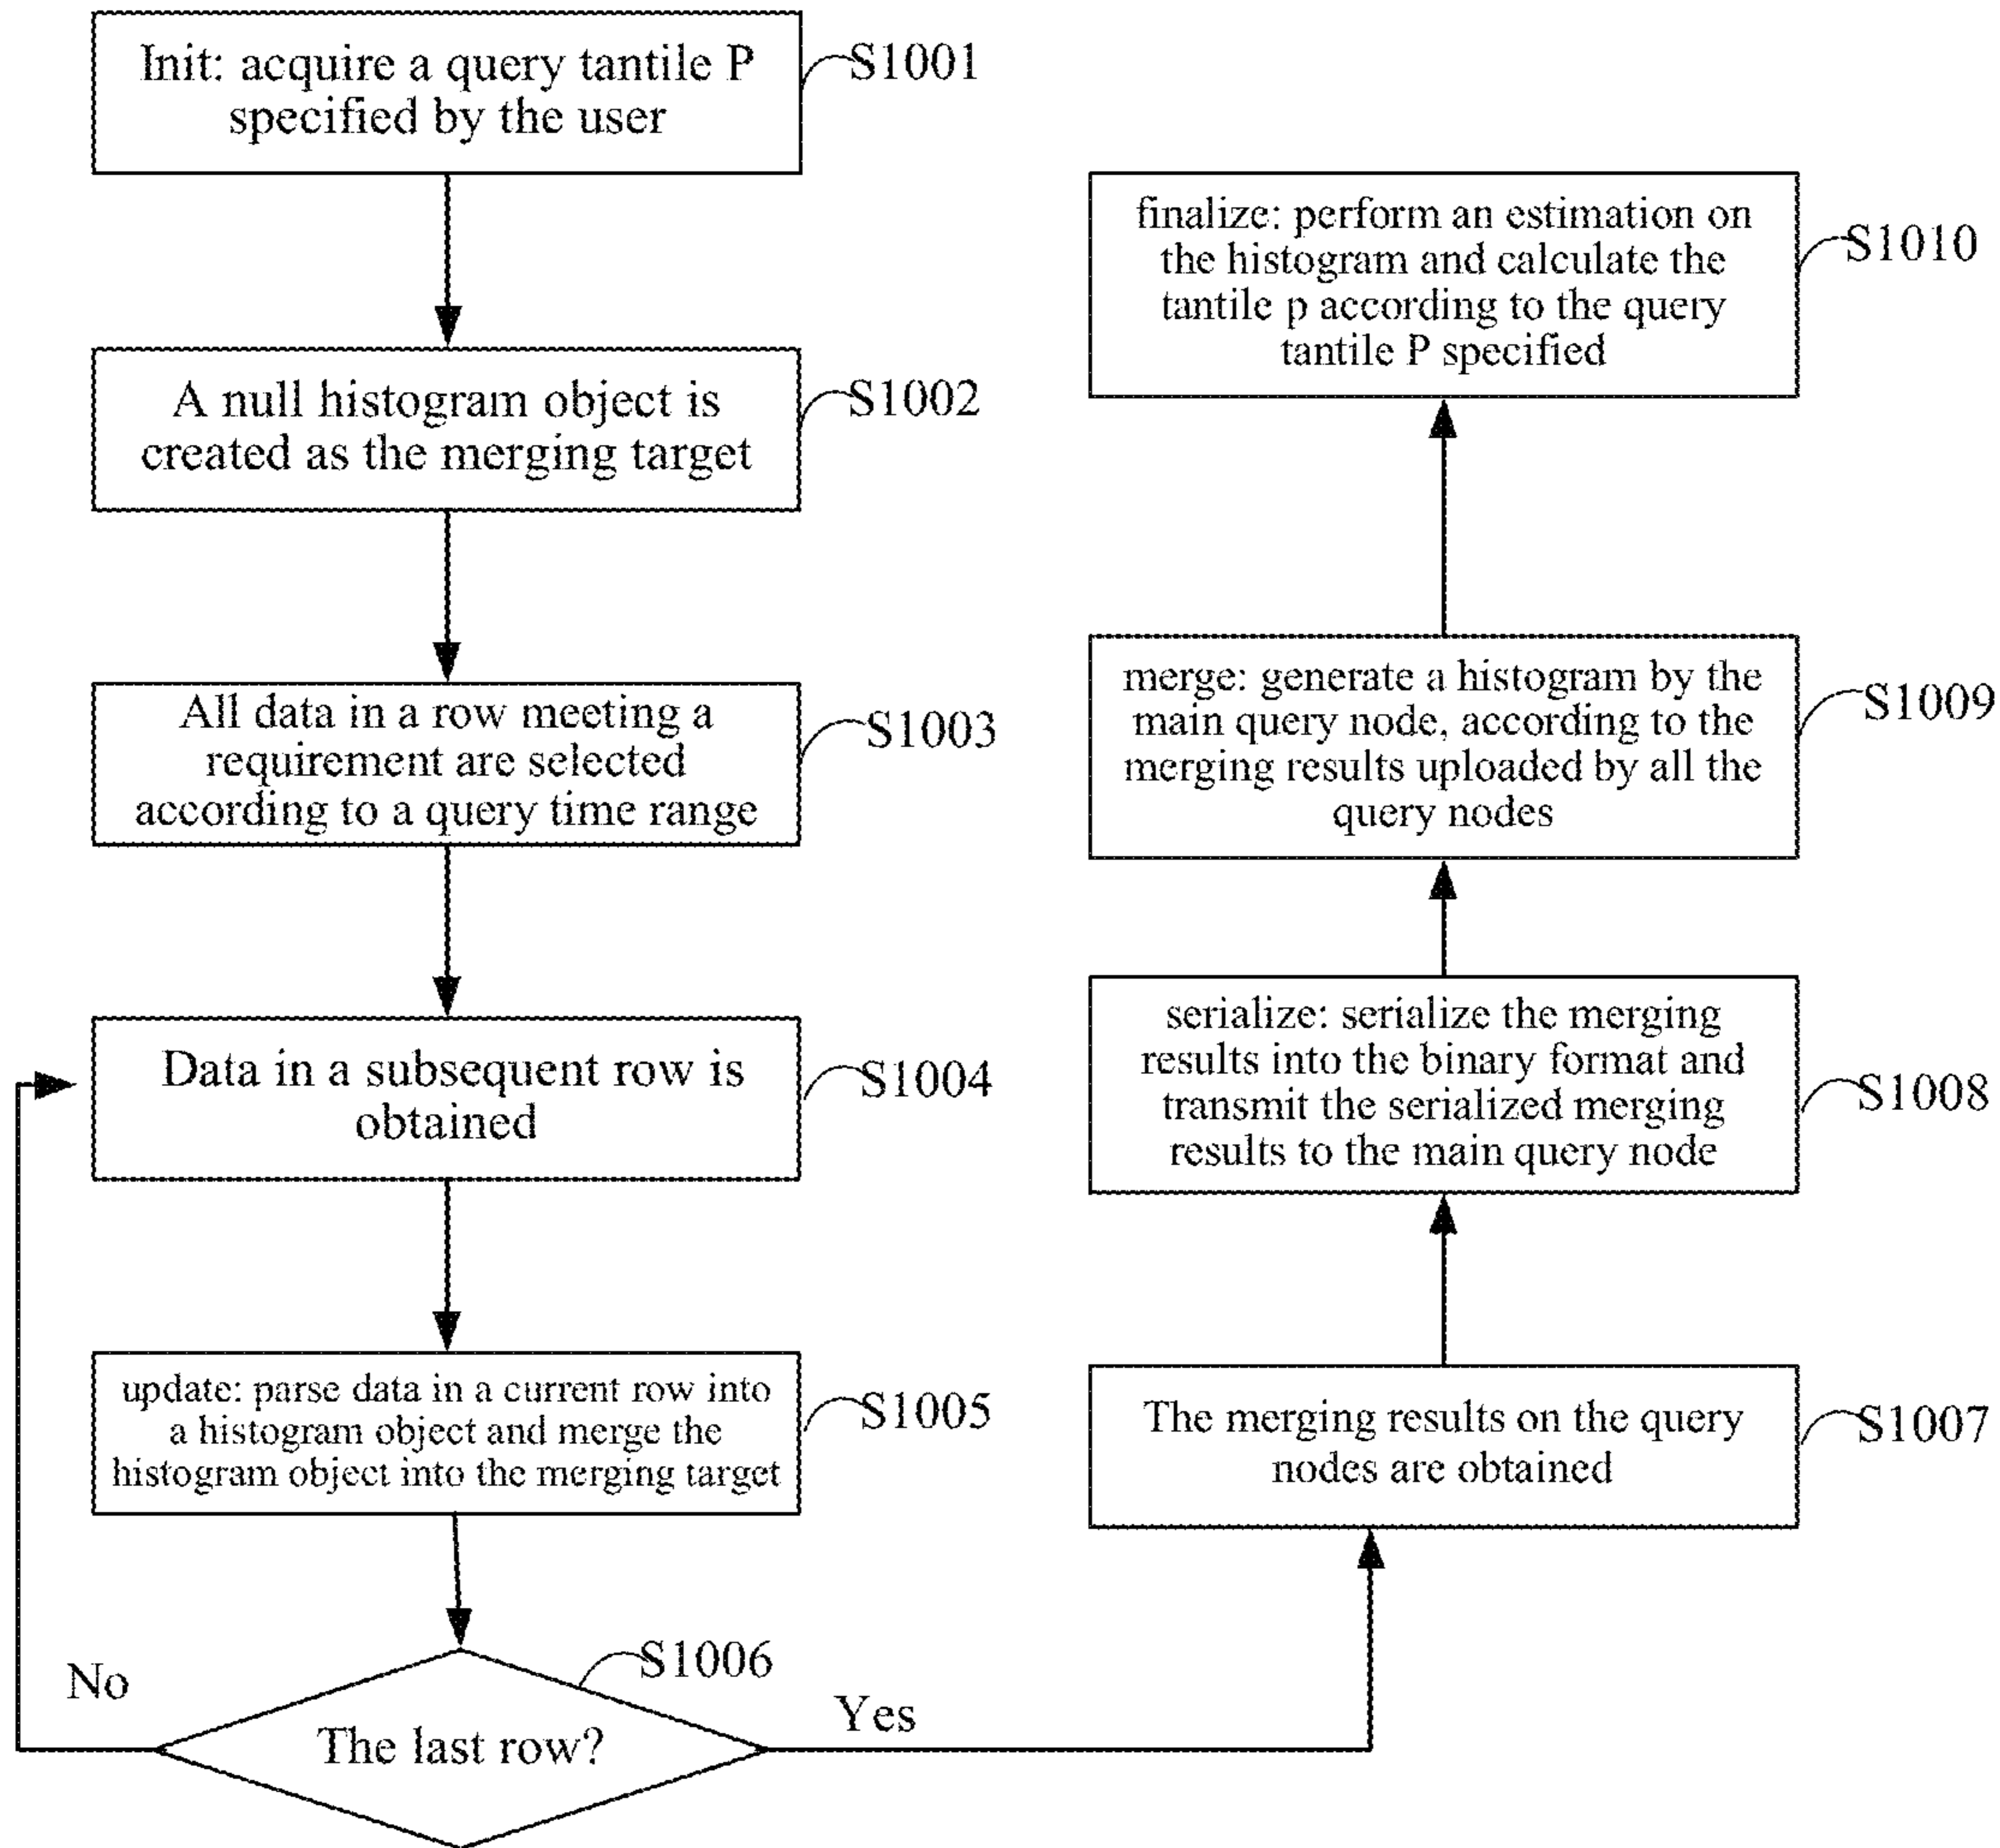 Init: acquire a query tantile P
specified by the user
S1001
A null histogram object is
created as the merging target
S1002
All data in a row meeting a
requirement are selected
according to a query time range
S1003
Data in a subsequent row is
obtained
S1004
update: parse data in a current row into
a histogram object and merge the
histogram object into the merging target
S1005
The last row?
S1006
No
Yes
The merging results on the query
nodes are obtained
S1007
serialize: serialize the merging
results into the binary format and
transmit the serialized merging
results to the main query node
S1008
merge: generate a histogram by the
main query node, according to the
merging results uploaded by all the
query nodes
S1009
finalize: perform an estimation on
the histogram and calculate the
tantile p according to the query
tantile P specified
S1010